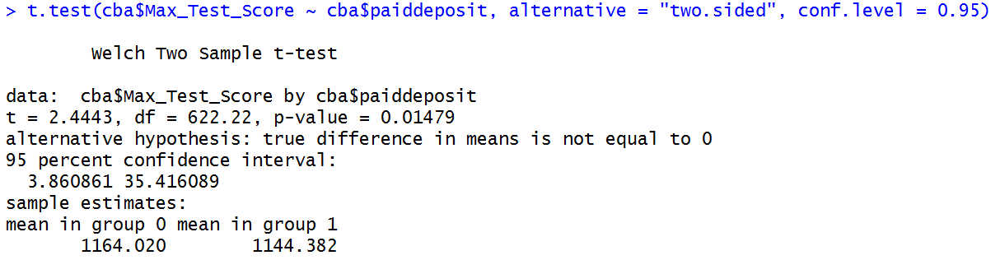 > t.test(cba$Max_Test_Score ~ cba$paiddeposit, alternative = "two.sided", conf.level = 0.95)
Welch Two Sample t-test
data:  cba$Max_Test_Score by cba$paiddeposit
t = 2.4443, df = 622.22, p-value = 0.01479
alternative hypothesis: true difference in means is not equal to 0
95 percent confidence interval:
3.860861 35.416089
sample estimates:
mean in group 0 mean in group 1
1164.020        1144.382